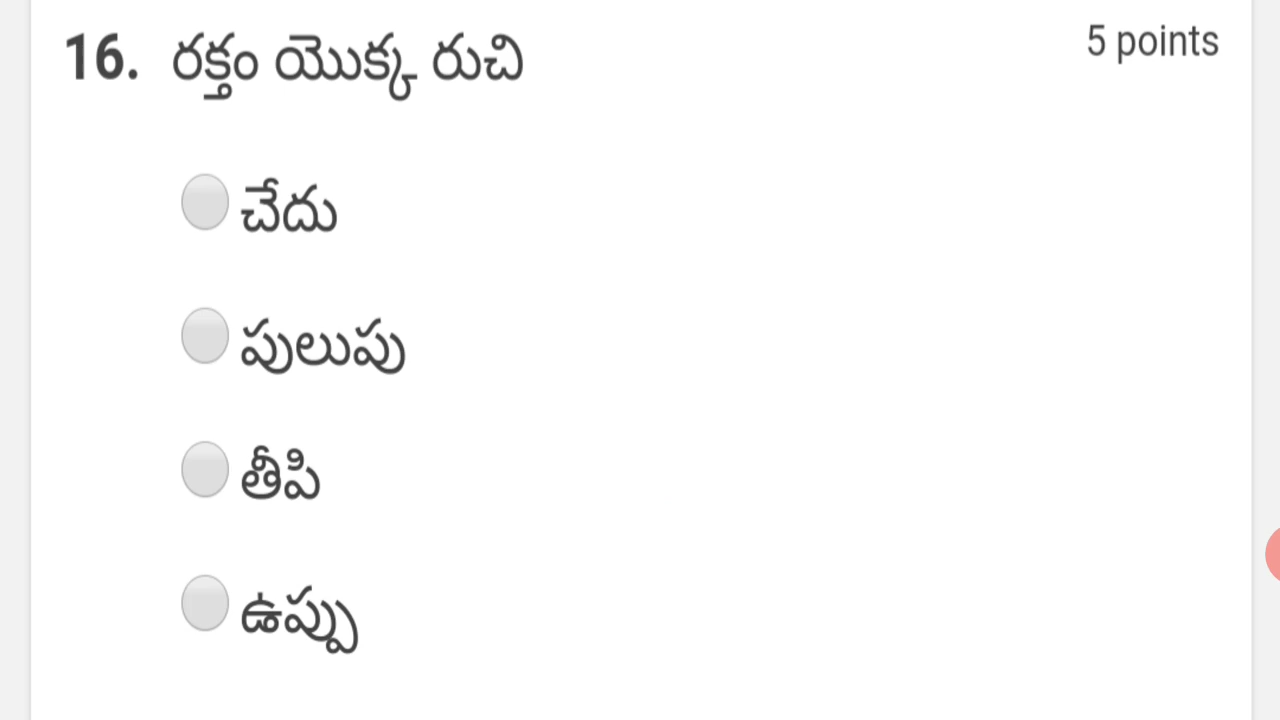 16. రక్తం యొక్క రుచి 5 points
చేదు
పులుపు
తీపి
ఉప్పు